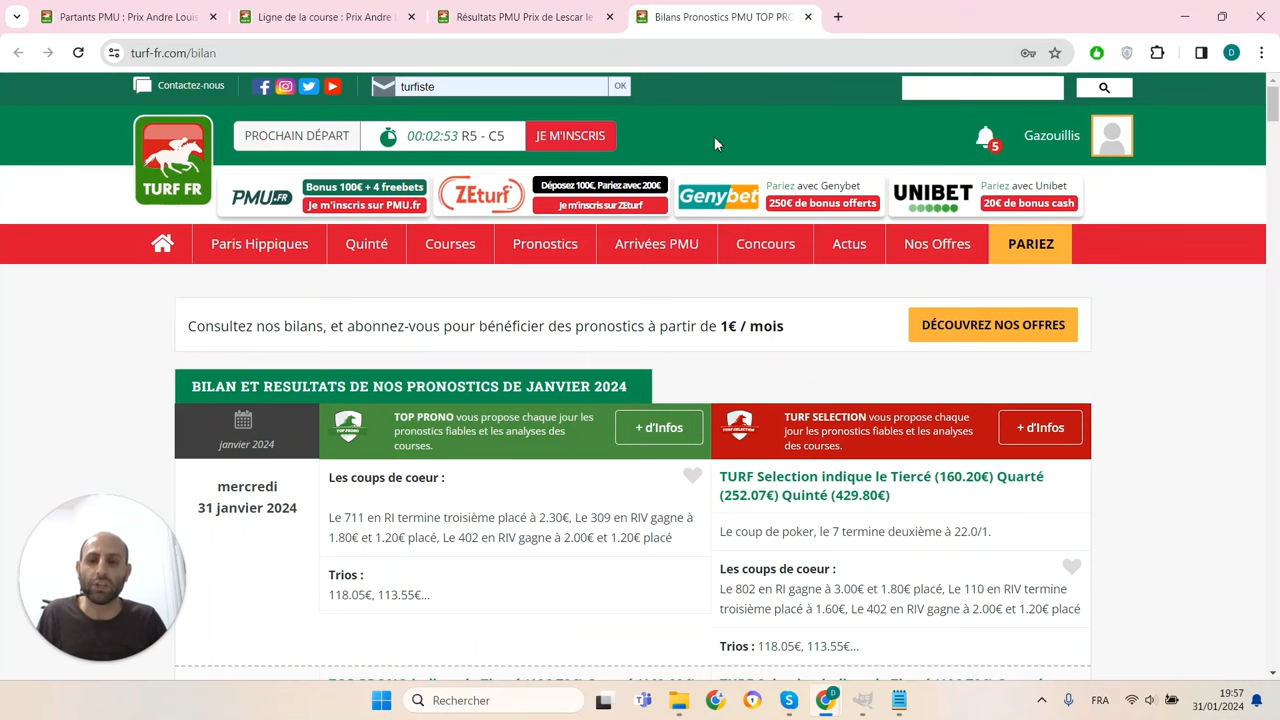 Partants PMU : Prix Andre Louis
Ligne de la course : Prix Andre
Résultats PMU Prix de Lescar le
Bilans Pronostics PMU TOP PRO
turf-fr.com/bilan
D
Contactez-nous
turfiste
OK
TURF FR
PROCHAIN DÉPART
00:02:53 R5 - C5
JE M'INSCRIS
5
Gazouillis
PMU.FR
Bonus 100€ + 4 freebets
Je m'inscris sur PMU.fr
ZEturf
Déposez 100€, Pariez avec 200€
Je m'inscris sur ZEturf
Genybet
Pariez avec Genybet
250€ de bonus offerts
UNIBET
Pariez avec Unibet
20€ de bonus cash
Paris Hippiques
Quinté
Courses
Pronostics
Arrivées PMU
Concours
Actus
Nos Offres
PARIEZ
Consultez nos bilans, et abonnez-vous pour bénéficier des pronostics à partir de 1€ / mois
DÉCOUVREZ NOS OFFRES
BILAN ET RESULTATS DE NOS PRONOSTICS DE JANVIER 2024
janvier 2024
TOP PRONO
TOP PRONO vous propose chaque jour les
pronostics fiables et les analyses des
courses.
+ d'Infos
TURF SELECTION
TURF SELECTION vous propose chaque
jour les pronostics fiables et les analyses
des courses.
+ d'Infos
mercredi
31 janvier 2024
Les coups de coeur :
Le 711 en RI termine troisième placé à 2.30€, Le 309 en RIV gagne à
1.80€ et 1.20€ placé, Le 402 en RIV gagne à 2.00€ et 1.20€ placé
Trios :
118.05€, 113.55€...
TURF Selection indique le Tiercé (160.20€) Quarté
(252.07€) Quinté (429.80€)
Le coup de poker, le 7 termine deuxième à 22.0/1.
Les coups de coeur :
Le 802 en RI gagne à 3.00€ et 1.80€ placé, Le 110 en RIV termine
troisième placé à 1.60€, Le 402 en RIV gagne à 2.00€ et 1.20€ placé
Trios : 118.05€, 113.55€...
Rechercher
FRA
19:57
31/01/2024